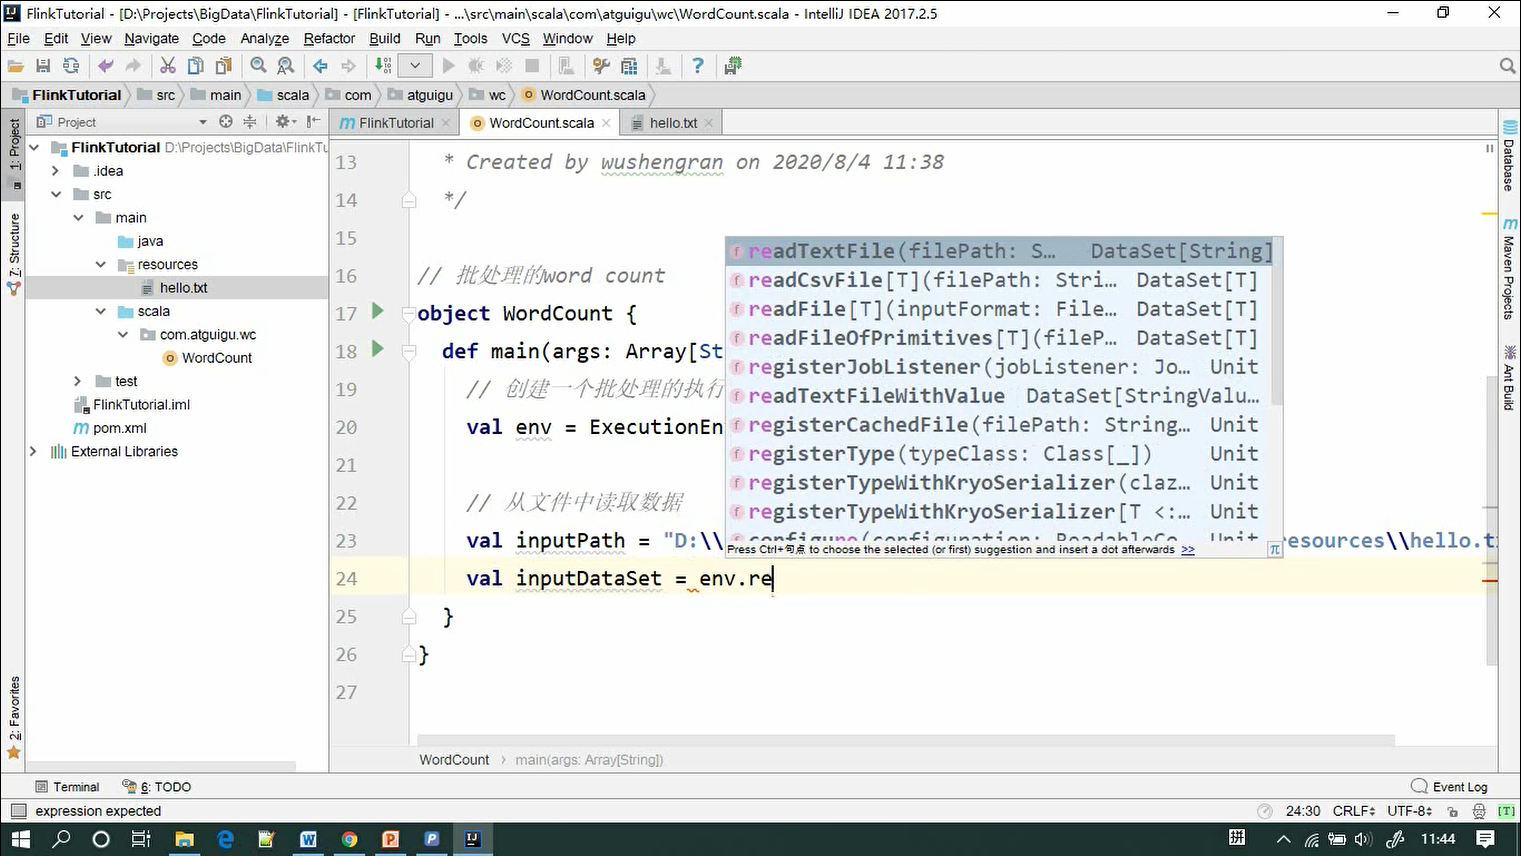 FlinkTutorial - [D:\Projects\BigData\FlinkTutorial] - [FlinkTutorial] - ...\src\main\scala\com\atguigu\wc\WordCount.scala - IntelliJ IDEA 2017.2.5
File Edit View Navigate Code Analyze Refactor Build Run Tools VCS Window Help
FlinkTutorial src main scala com atguigu wc WordCount.scala
Project
FlinkTutorial
WordCount.scala
hello.txt
1: Project
7: Structure
2: Favorites
FlinkTutorial D:\Projects\BigData\FlinkTu
.idea
src
main
java
resources
hello.txt
scala
com.atguigu.wc
WordCount
test
FlinkTutorial.iml
pom.xml
External Libraries
13 * Created by wushengran on 2020/8/4 11:38
14 */
15
16 // 批处理的word count
17 object WordCount {
18 def main(args: Array[St
19 // 创建一个批处理的执行
20 val env = ExecutionEn
21
22 // 从文件中读取数据
23 val inputPath = "D:\\ resources\\hello.t
24 val inputDataSet = env.re
25 }
26 }
27
readTextFile(filePath: S... DataSet[String]
readCsvFile[T](filePath: Stri... DataSet[T]
readFile[T](inputFormat: File... DataSet[T]
readFileOfPrimitives[T](fileP... DataSet[T]
registerJobListener(jobListener: Jo... Unit
readTextFileWithValue DataSet[StringValu...
registerCachedFile(filePath: String... Unit
registerType(typeClass: Class[_]) Unit
registerTypeWithKryoSerializer(claz... Unit
registerTypeWithKryoSerializer[T <:... Unit
configure(configuration: ReadableCo... Unit
Press Ctrl+句点 to choose the selected (or first) suggestion and insert a dot afterwards >>
π
Database
Maven Projects
Ant Build
WordCount main(args: Array[String])
Terminal 6: TODO Event Log
expression expected 24:30 CRLF UTF-8 [T]
拼 11:44